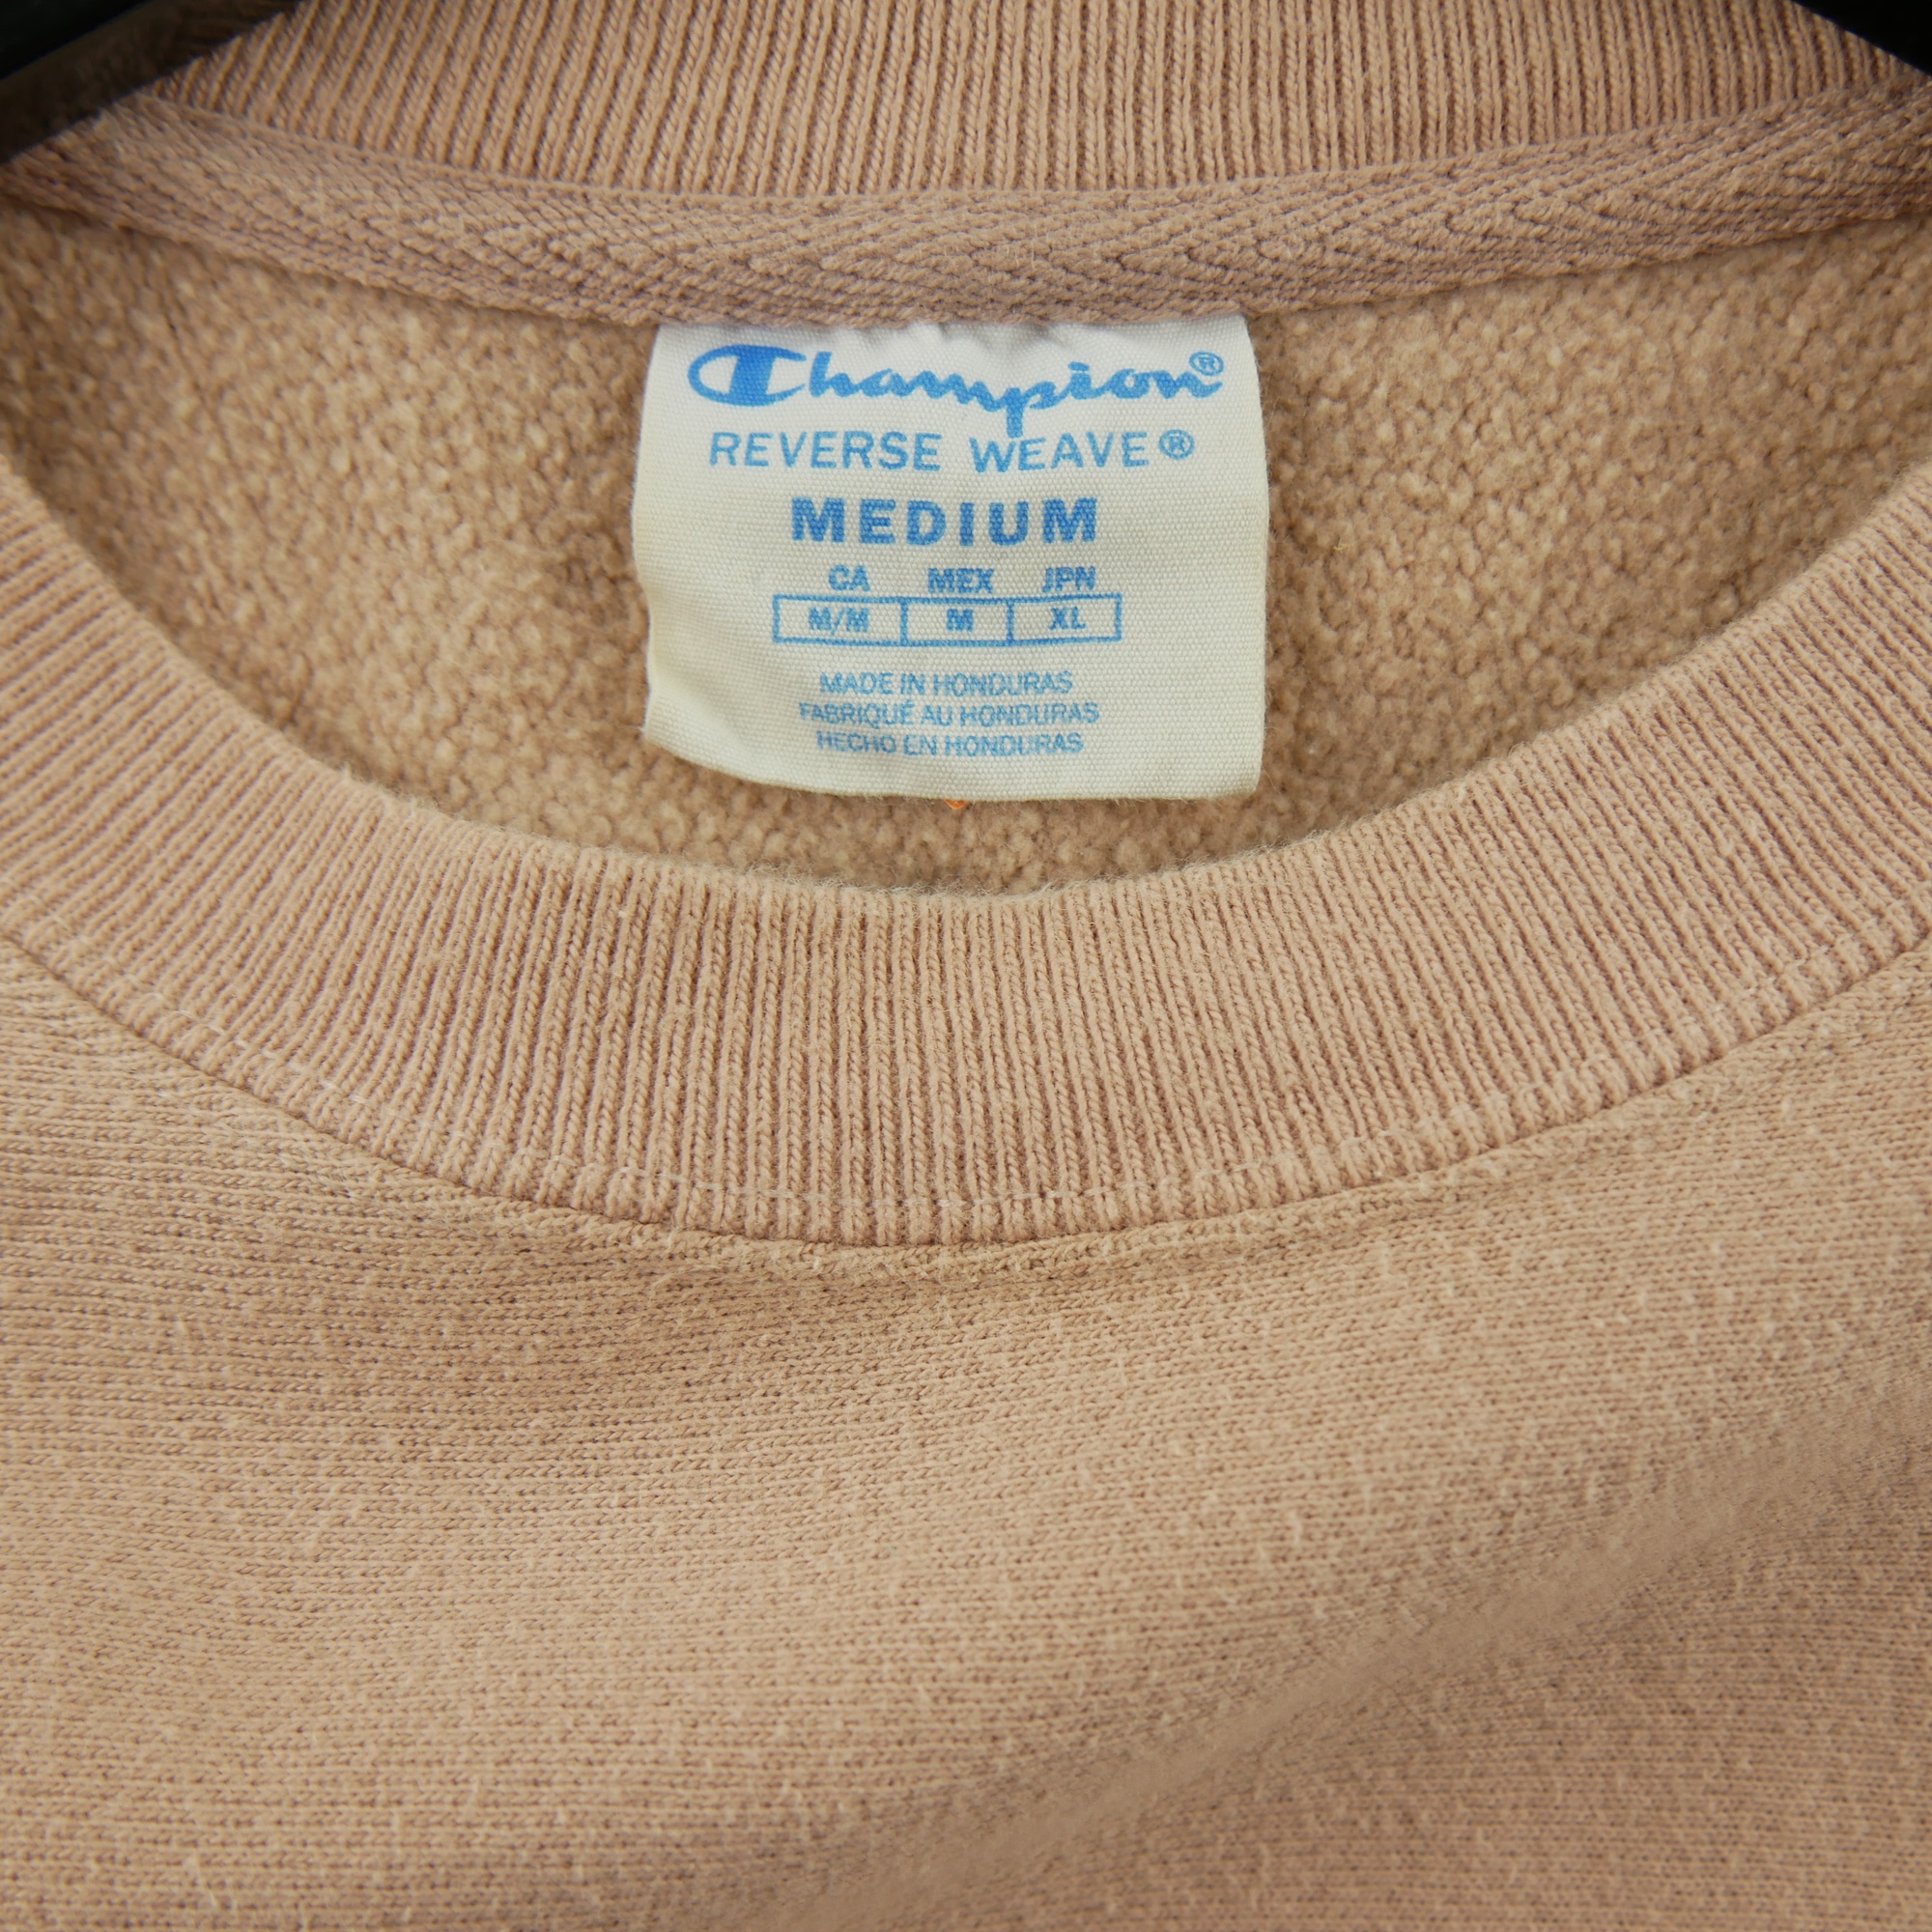 Champion®
REVERSE WEAVE®
MEDIUM
CA MEX JPN
M/M M XL
MADE IN HONDURAS
FABRIQUÉ AU HONDURAS
HECHO EN HONDURAS